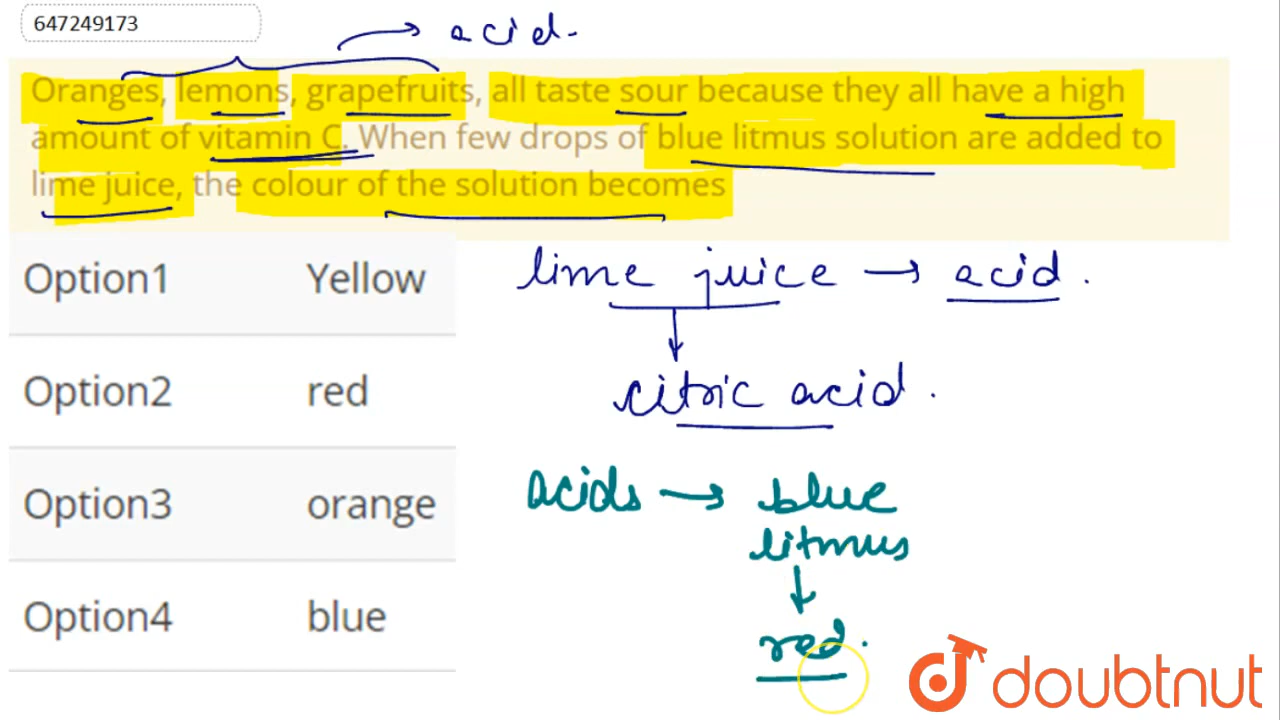 647249173
acid.
Oranges, lemons, grapefruits, all taste sour because they all have a high
amount of vitamin C. When few drops of blue litmus solution are added to
lime juice, the colour of the solution becomes
Option1 Yellow
lime juice → acid.
Option2 red
citric acid.
Option3 orange
acids → blue
litmus
Option4 blue
red.
doubtnut